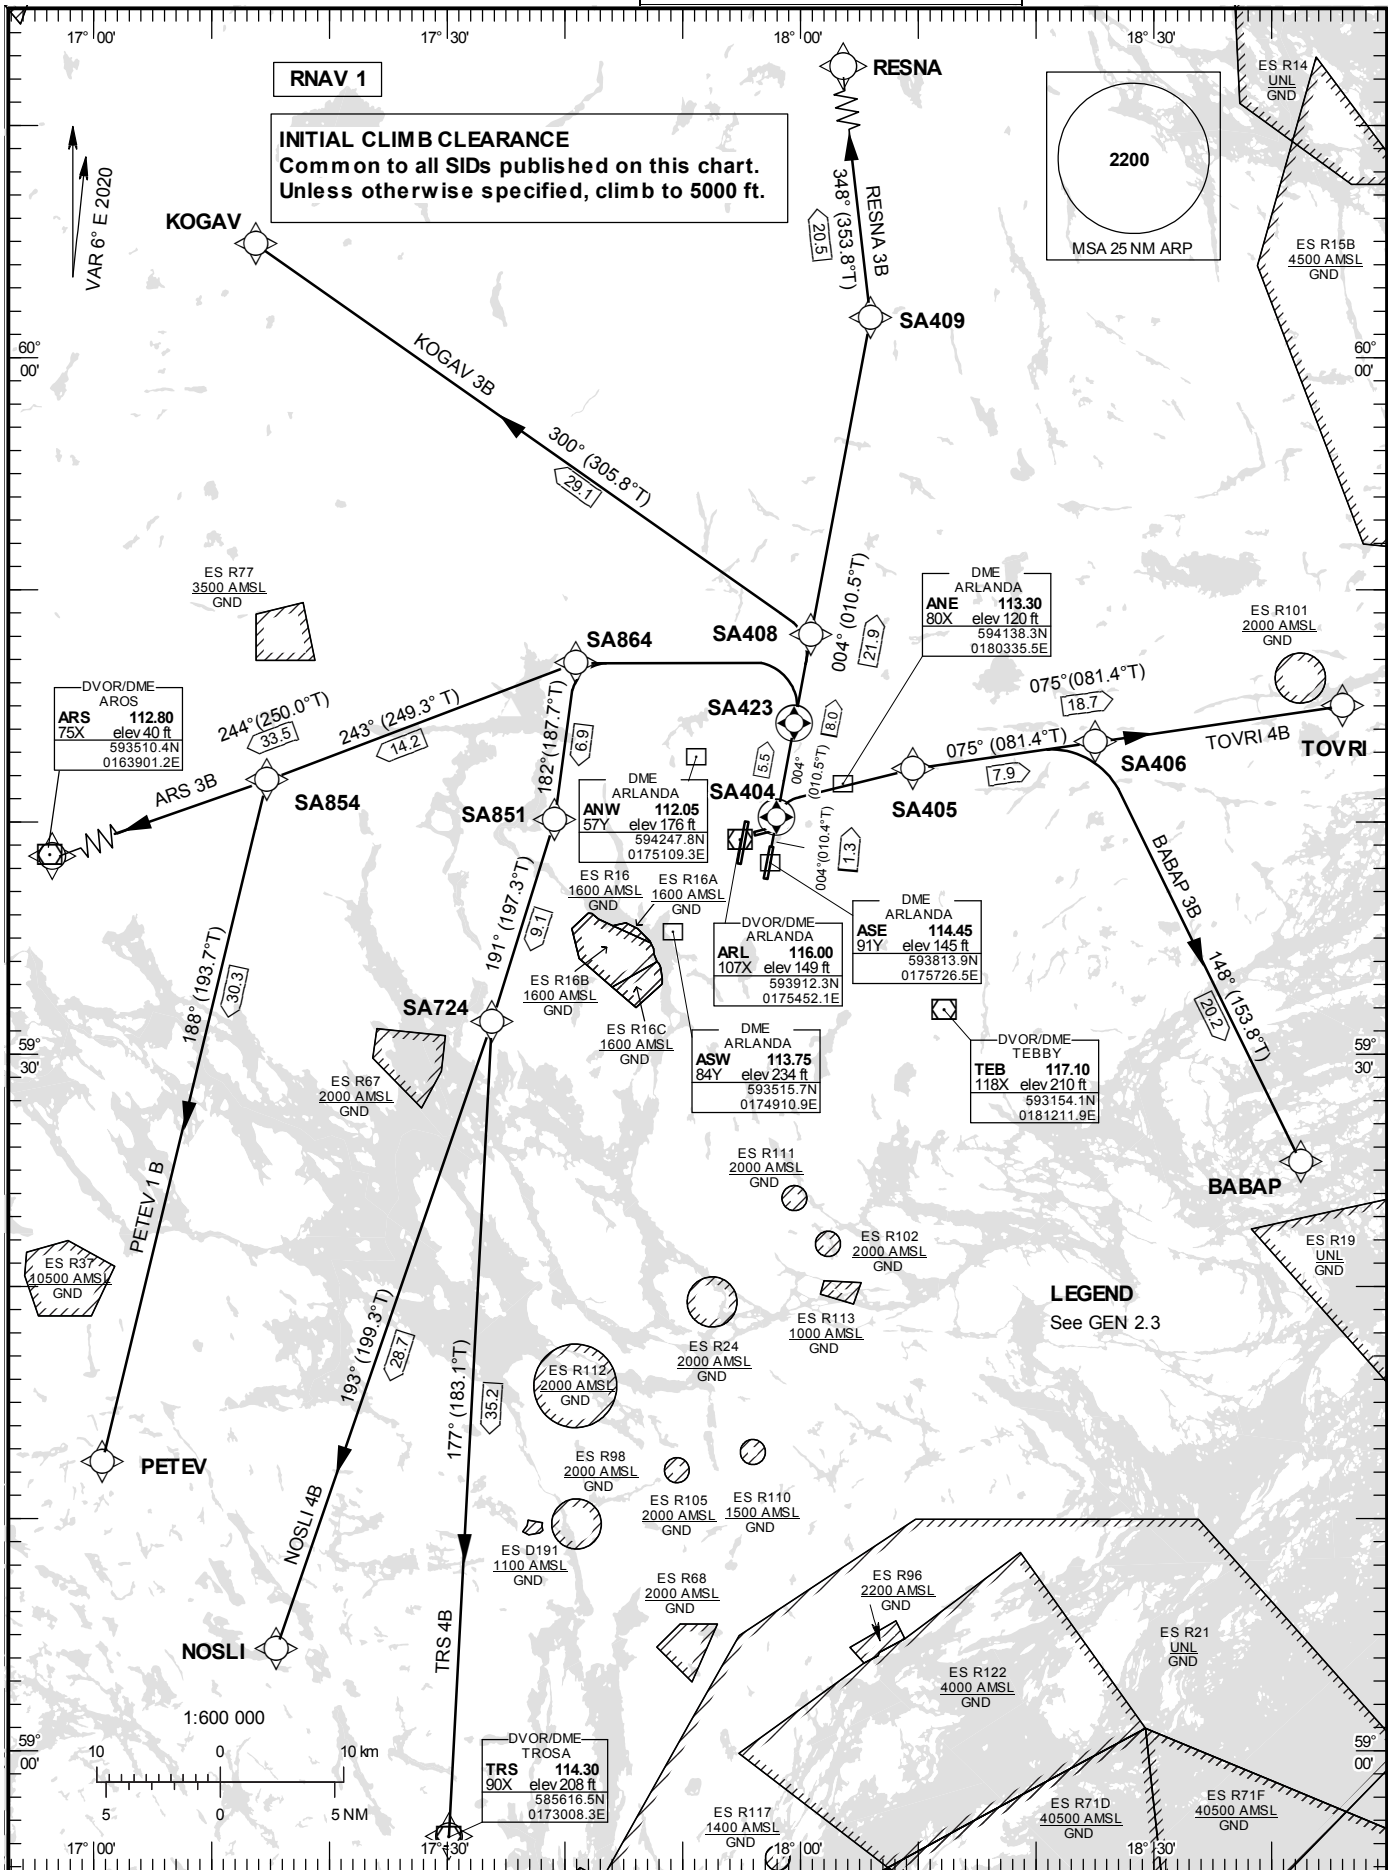 17° 00'
17° 30'
18° 00'
18° 30'
RNAV 1
INITIAL CLIMB CLEARANCE
Common to all SIDs published on this chart.
Unless otherwise specified, climb to 5000 ft.
VAR 6° E 2020
RESNA
2200
MSA 25 NM ARP
ES R14
UNL
GND
ES R15B
4500 AMSL
GND
KOGAV
348° (353.8°T)
20.5
RESNA 3B
SA409
60°
00'
60°
00'
KOGAV 3B
300° (305.8°T)
29.1
004° (010.5°T)
21.9
ES R77
3500 AMSL
GND
DME
ARLANDA
ANE 113.30
80X elev 120 ft
594138.3N
0180335.5E
ES R101
2000 AMSL
GND
SA864
SA408
DVOR/DME
AROS
ARS 112.80
75X elev 40 ft
593510.4N
0163901.2E
244° (250.0°T)
33.5
243° (249.3° T)
14.2
ARS 3B
SA854
182° (187.7°T)
6.9
SA423
8.0
5.5
004°
(010.5°T)
075° (081.4°T)
18.7
075° (081.4°T)
7.9
TOVRI 4B
TOVRI
SA406
SA405
SA404
SA851
DME
ARLANDA
ANW 112.05
57Y elev 176 ft
594247.8N
0175109.3E
004° (010.4°T)
1.3
BABAP 3B
148° (153.8°T)
20.2
ES R16
1600 AMSL
GND
ES R16A
1600 AMSL
GND
191° (197.3°T)
9.1
ES R16B
1600 AMSL
GND
ES R16C
1600 AMSL
GND
DVOR/DME
ARLANDA
ARL 116.00
107X elev 149 ft
593912.3N
0175452.1E
DME
ARLANDA
ASE 114.45
91Y elev 145 ft
593813.9N
0175726.5E
188° (193.7°T)
30.3
SA724
DME
ARLANDA
ASW 113.75
84Y elev 234 ft
593515.7N
0174910.9E
DVOR/DME
TEBBY
TEB 117.10
118X elev 210 ft
593154.1N
0181211.9E
59°
30'
59°
30'
ES R67
2000 AMSL
GND
ES R111
2000 AMSL
GND
BABAP
PETEV 1 B
ES R37
10500 AMSL
GND
ES R102
2000 AMSL
GND
ES R19
UNL
GND
LEGEND
See GEN 2.3
ES R113
1000 AMSL
GND
ES R24
2000 AMSL
GND
193° (199.3°T)
28.7
177° (183.1°T)
35.2
ES R112
2000 AMSL
GND
PETEV
ES R98
2000 AMSL
GND
ES R105
2000 AMSL
GND
ES R110
1500 AMSL
GND
NOSLI 4B
ES D191
1100 AMSL
GND
ES R68
2000 AMSL
GND
ES R96
2200 AMSL
GND
TRS 4B
NOSLI
ES R21
UNL
GND
ES R122
4000 AMSL
GND
1:600 000
10 0 10 km
5 0 5 NM
DVOR/DME
TROSA
TRS 114.30
90X elev 208 ft
585616.5N
0173008.3E
59°
00'
59°
00'
ES R117
1400 AMSL
GND
ES R71D
40500 AMSL
GND
ES R71F
40500 AMSL
GND
17° 00'
17° 30'
18° 00'
18° 30'